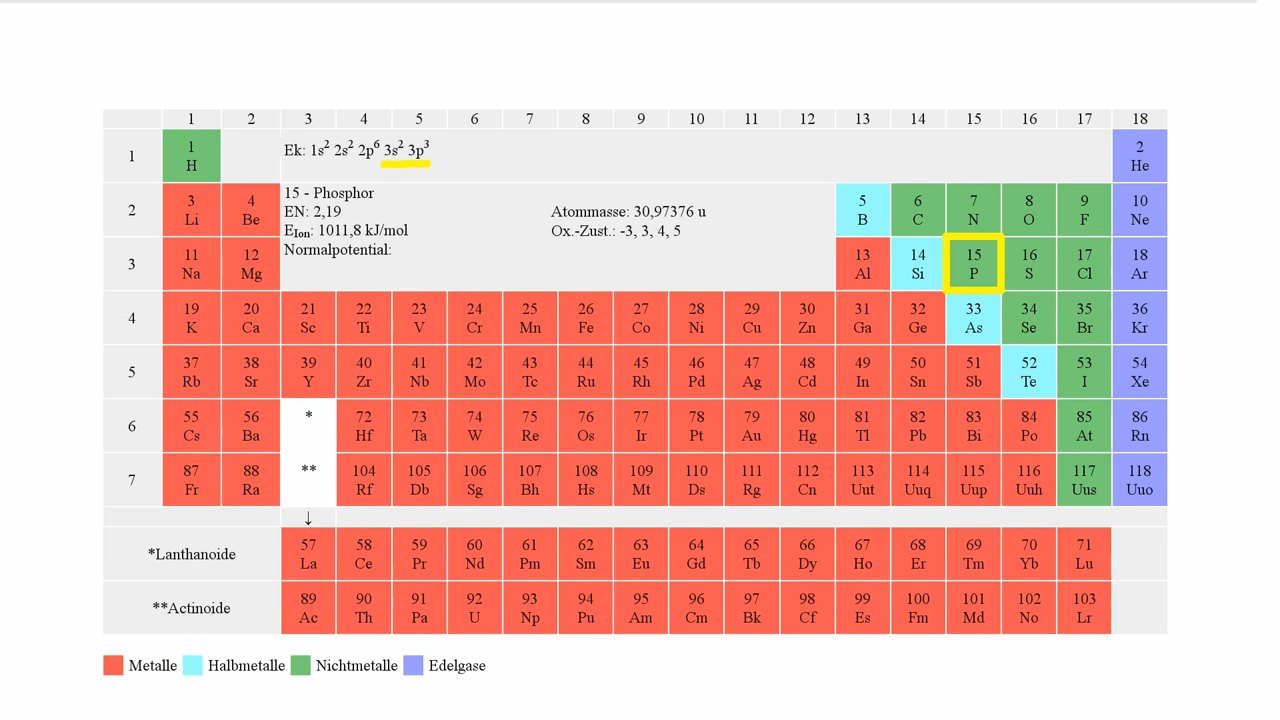 1 2 3 4 5 6 7 8 9 10 11 12 13 14 15 16 17 18
1 1 H Ek: 1s² 2s² 2p⁶ 3s² 3p³ 2 He
2 3 Li 4 Be 15 - Phosphor 5 B 6 C 7 N 8 O 9 F 10 Ne
EN: 2,19 Atommasse: 30,97376 u
E_Ion: 1011,8 kJ/mol Ox.-Zust.: -3, 3, 4, 5
Normalpotential:
3 11 Na 12 Mg 13 Al 14 Si 15 P 16 S 17 Cl 18 Ar
4 19 K 20 Ca 21 Sc 22 Ti 23 V 24 Cr 25 Mn 26 Fe 27 Co 28 Ni 29 Cu 30 Zn 31 Ga 32 Ge 33 As 34 Se 35 Br 36 Kr
5 37 Rb 38 Sr 39 Y 40 Zr 41 Nb 42 Mo 43 Tc 44 Ru 45 Rh 46 Pd 47 Ag 48 Cd 49 In 50 Sn 51 Sb 52 Te 53 I 54 Xe
6 55 Cs 56 Ba * 72 Hf 73 Ta 74 W 75 Re 76 Os 77 Ir 78 Pt 79 Au 80 Hg 81 Tl 82 Pb 83 Bi 84 Po 85 At 86 Rn
7 87 Fr 88 Ra ** 104 Rf 105 Db 106 Sg 107 Bh 108 Hs 109 Mt 110 Ds 111 Rg 112 Cn 113 Uut 114 Uuq 115 Uup 116 Uuh 117 Uus 118 Uuo
↓
*Lanthanoide 57 La 58 Ce 59 Pr 60 Nd 61 Pm 62 Sm 63 Eu 64 Gd 65 Tb 66 Dy 67 Ho 68 Er 69 Tm 70 Yb 71 Lu
**Actinoide 89 Ac 90 Th 91 Pa 92 U 93 Np 94 Pu 95 Am 96 Cm 97 Bk 98 Cf 99 Es 100 Fm 101 Md 102 No 103 Lr
Metalle Halbmetalle Nichtmetalle Edelgase